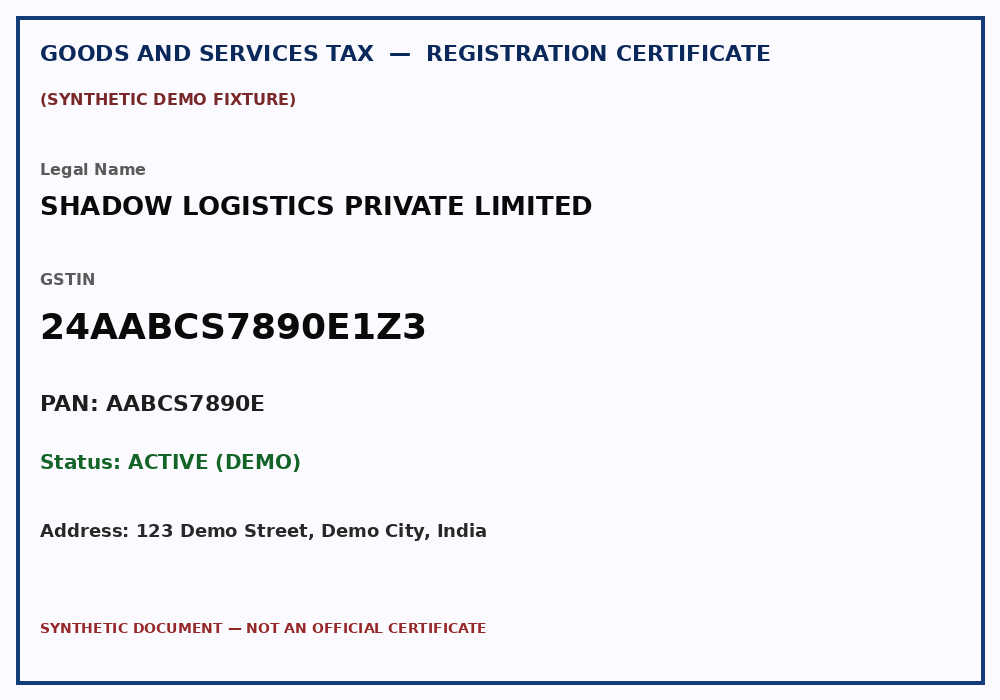 GOODS AND SERVICES TAX — REGISTRATION CERTIFICATE
(SYNTHETIC DEMO FIXTURE)
Legal Name
SHADOW LOGISTICS PRIVATE LIMITED
GSTIN
24AABCS7890E1Z3
PAN: AABCS7890E
Status: ACTIVE (DEMO)
Address: 123 Demo Street, Demo City, India
SYNTHETIC DOCUMENT — NOT AN OFFICIAL CERTIFICATE